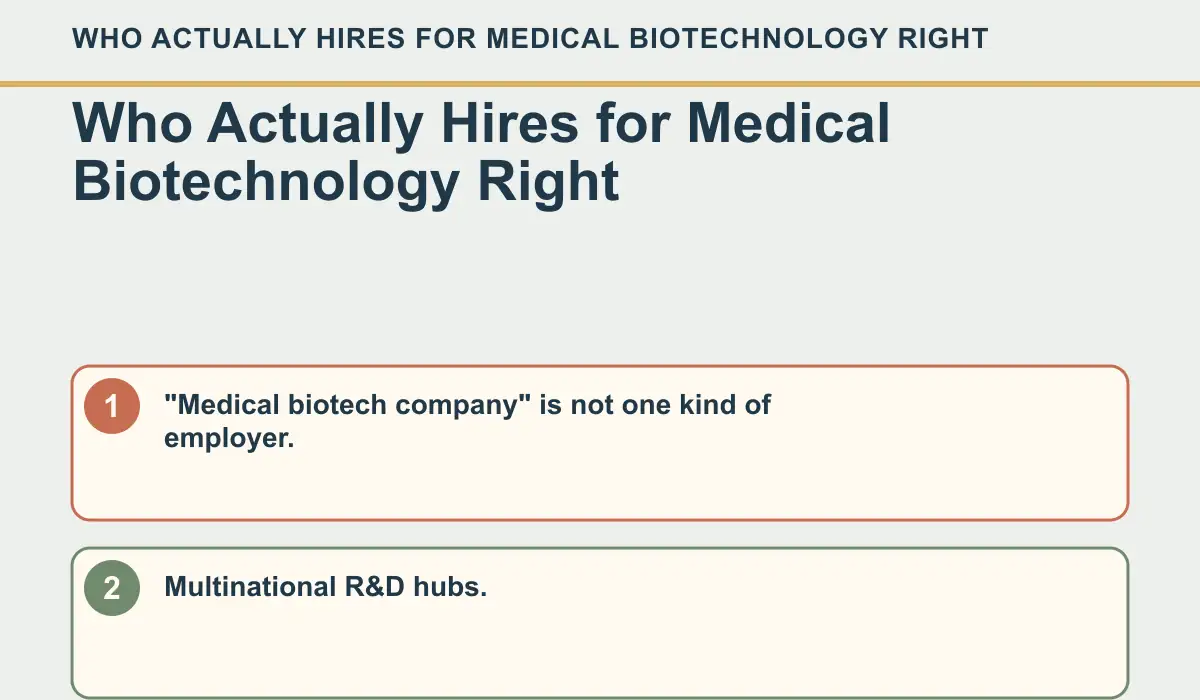 WHO ACTUALLY HIRES FOR MEDICAL BIOTECHNOLOGY RIGHT
Who Actually Hires for Medical
Biotechnology Right
1
"Medical biotech company" is not one kind of
employer.
2
Multinational R&D hubs.